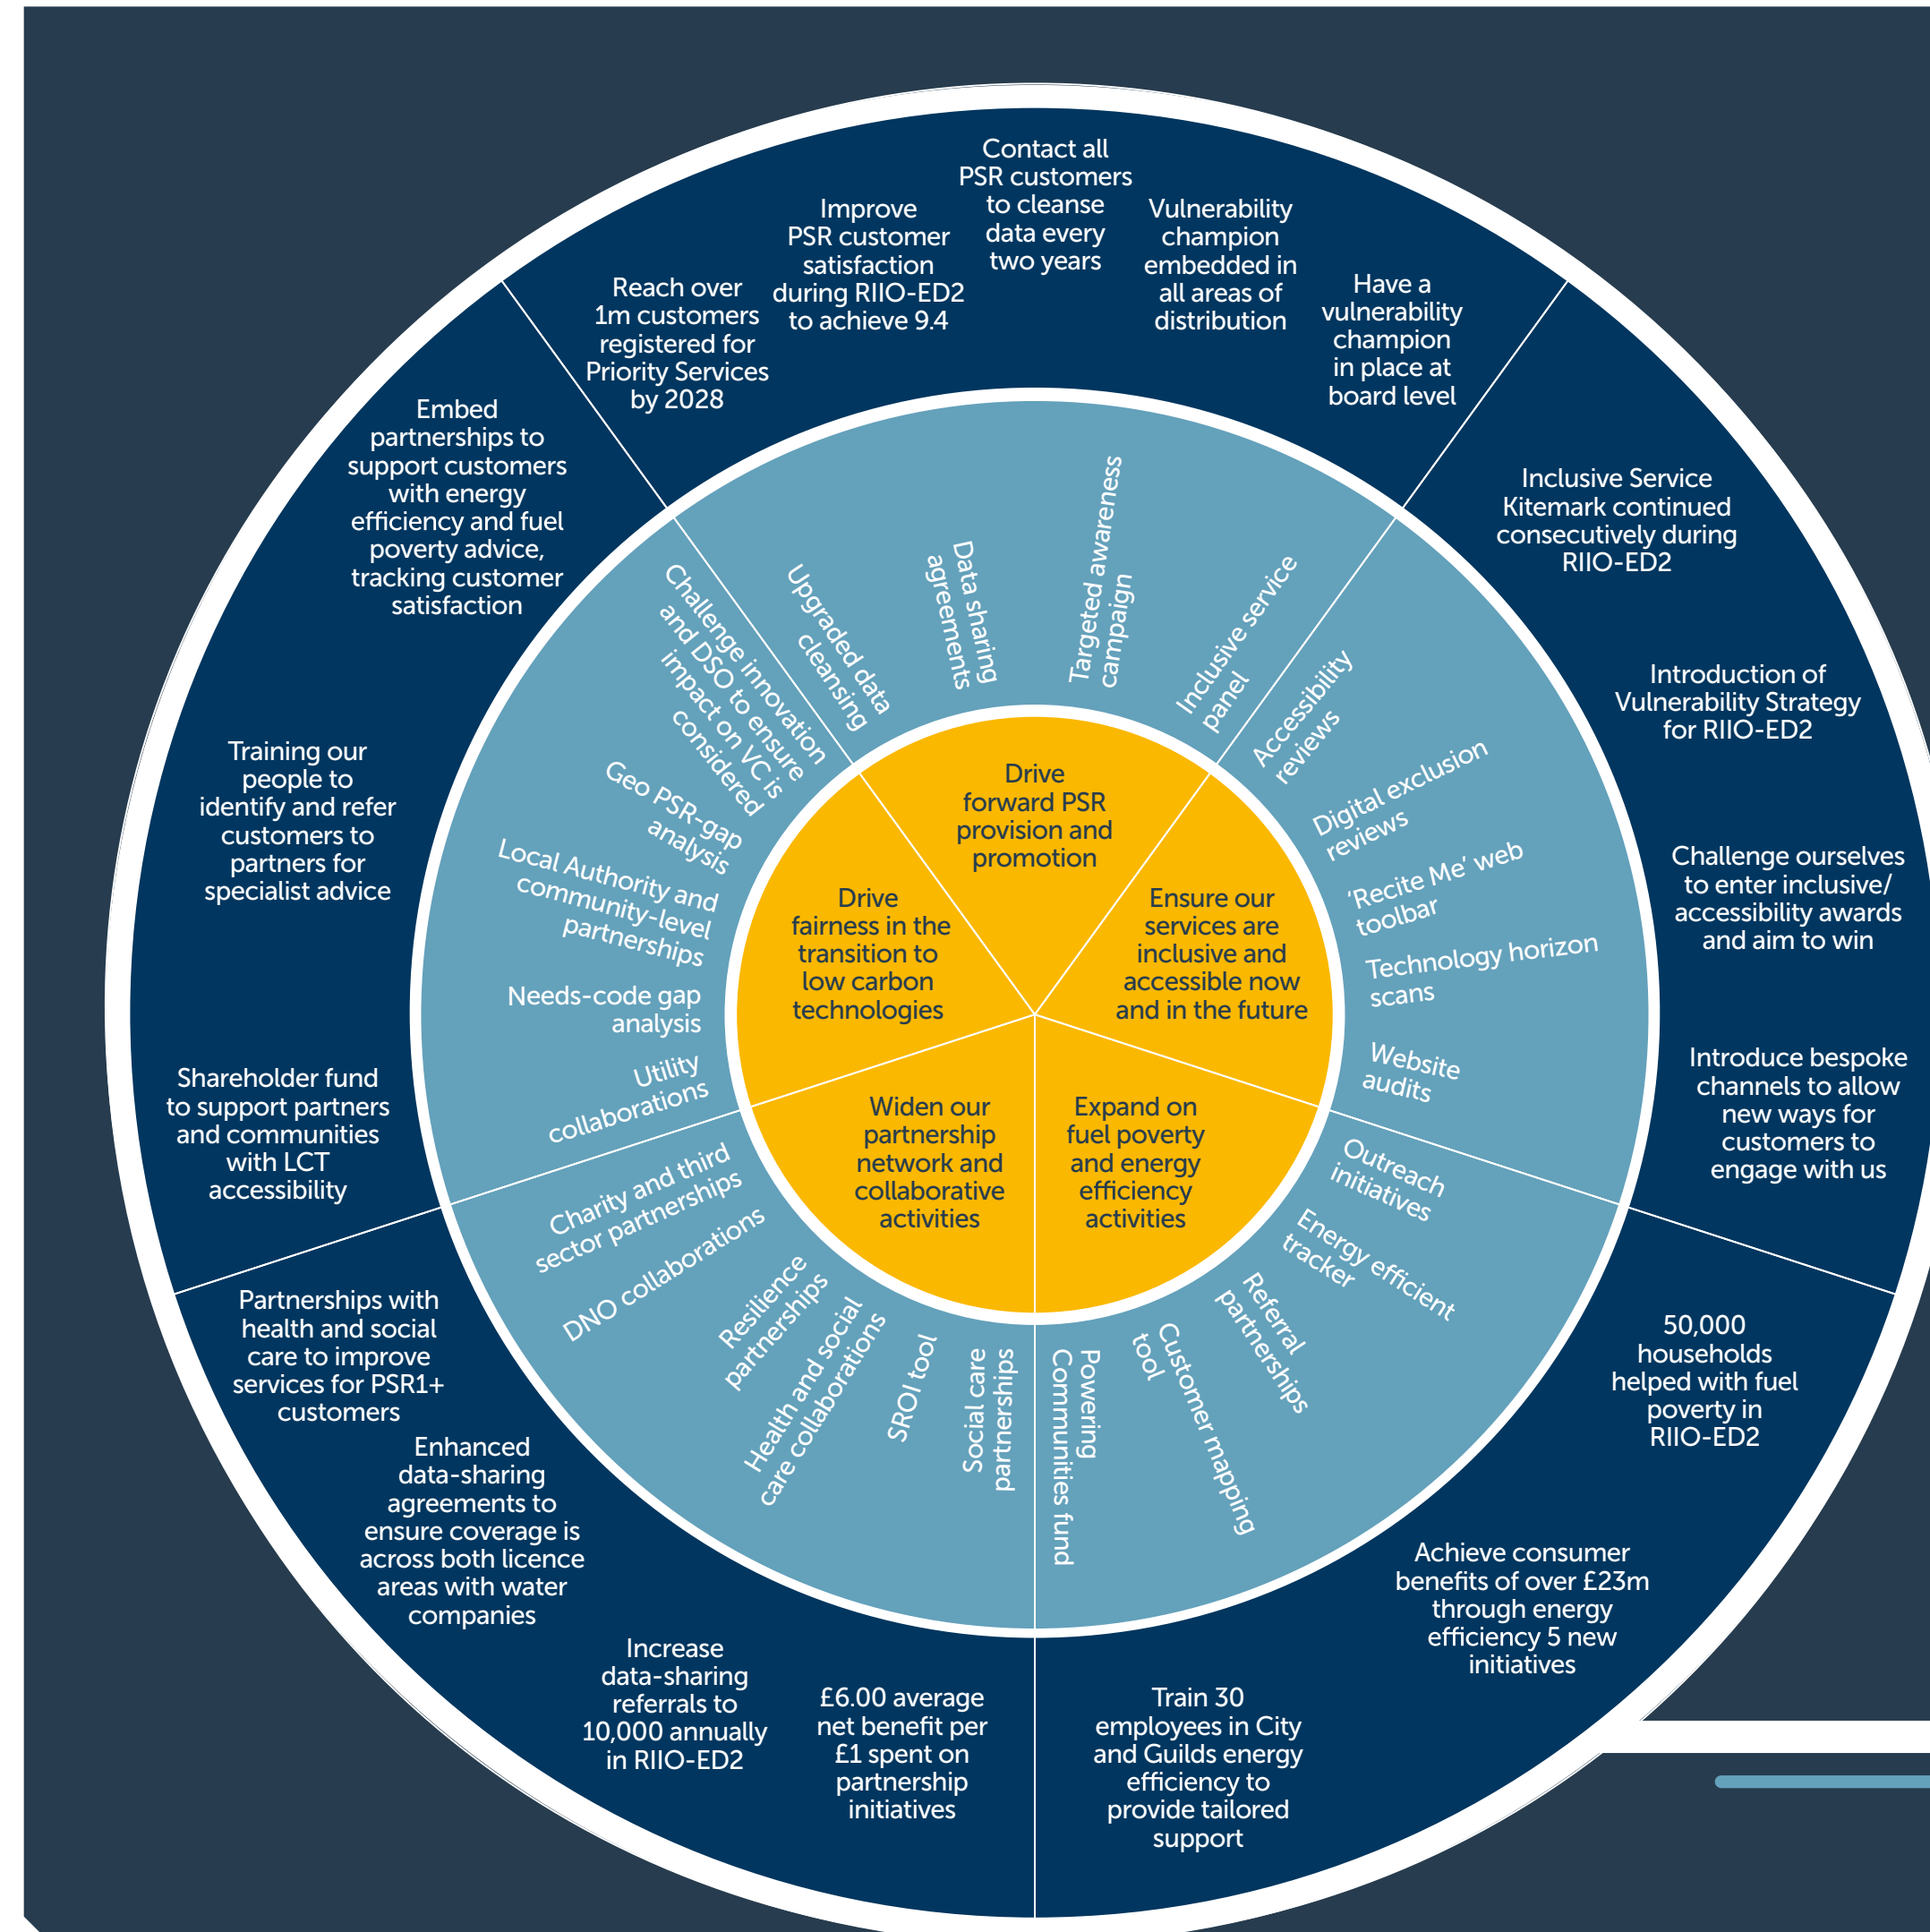 Contact all
PSR customers
to cleanse
data every
two years
Improve
PSR customer
satisfaction
during RIIO-ED2
to achieve 9.4
Vulnerability
champion
embedded in
all areas of
distribution
Reach over
1m customers
registered for
Priority Services
by 2028
Have a
vulnerability
champion
in place at
board level
Inclusive Service
Kitemark continued
consecutively during
RIIO-ED2
Introduction of
Vulnerability Strategy
for RIIO-ED2
Challenge ourselves
to enter inclusive/
accessibility awards
and aim to win
Introduce bespoke
channels to allow
new ways for
customers to
engage with us
50,000
households
helped with fuel
poverty in
RIIO-ED2
Achieve consumer
benefits of over £23m
through energy
efficiency 5 new
initiatives
Train 30
employees in City
and Guilds energy
efficiency to
provide tailored
support
£6.00 average
net benefit per
£1 spent on
partnership
initiatives
Increase
data-sharing
referrals to
10,000 annually
in RIIO-ED2
Enhanced
data-sharing
agreements to
ensure coverage is
across both licence
areas with water
companies
Partnerships with
health and social
care to improve
services for PSR1+
customers
Shareholder fund
to support partners
and communities
with LCT
accessibility
Training our
people to
identify and refer
customers to
partners for
specialist advice
Embed
partnerships to
support customers
with energy
efficiency and fuel
poverty advice,
tracking customer
satisfaction
Upgraded data
cleansing
Data sharing
agreements
Targeted awareness
campaign
Inclusive service
panel
Accessibility
reviews
Digital exclusion
reviews
‘Recite Me’ web
toolbar
Technology horizon
scans
Website
audits
Outreach
initiatives
Energy efficient
tracker
Referral
partnerships
Customer mapping
tool
Powering
Communities fund
Social care
partnerships
SROI tool
Health and social
care collaborations
Resilience
partnerships
DNO collaborations
Charity and third
sector partnerships
Utility
collaborations
Needs-code gap
analysis
Local Authority and
community-level
partnerships
Geo PSR-gap
analysis
Challenge innovation
and DSO to ensure
impact on VC is
considered
Drive
forward PSR
provision and
promotion
Ensure our
services are
inclusive and
accessible now
and in the future
Expand on
fuel poverty
and energy
efficiency
activities
Widen our
partnership
network and
collaborative
activities
Drive
fairness in the
transition to
low carbon
technologies